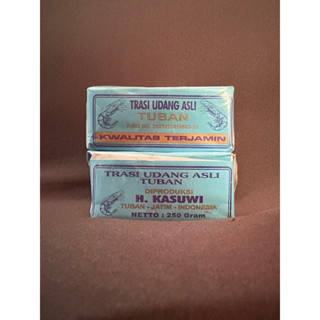 TRASI UDANG ASLI
TUBAN
KWALITAS TERJAMIN
TRASI UDANG ASLI
TUBAN
DIPRODUKSI
H. KASUWI
TUBAN - JATIM - INDONESIA
NETTO : 250 Gram